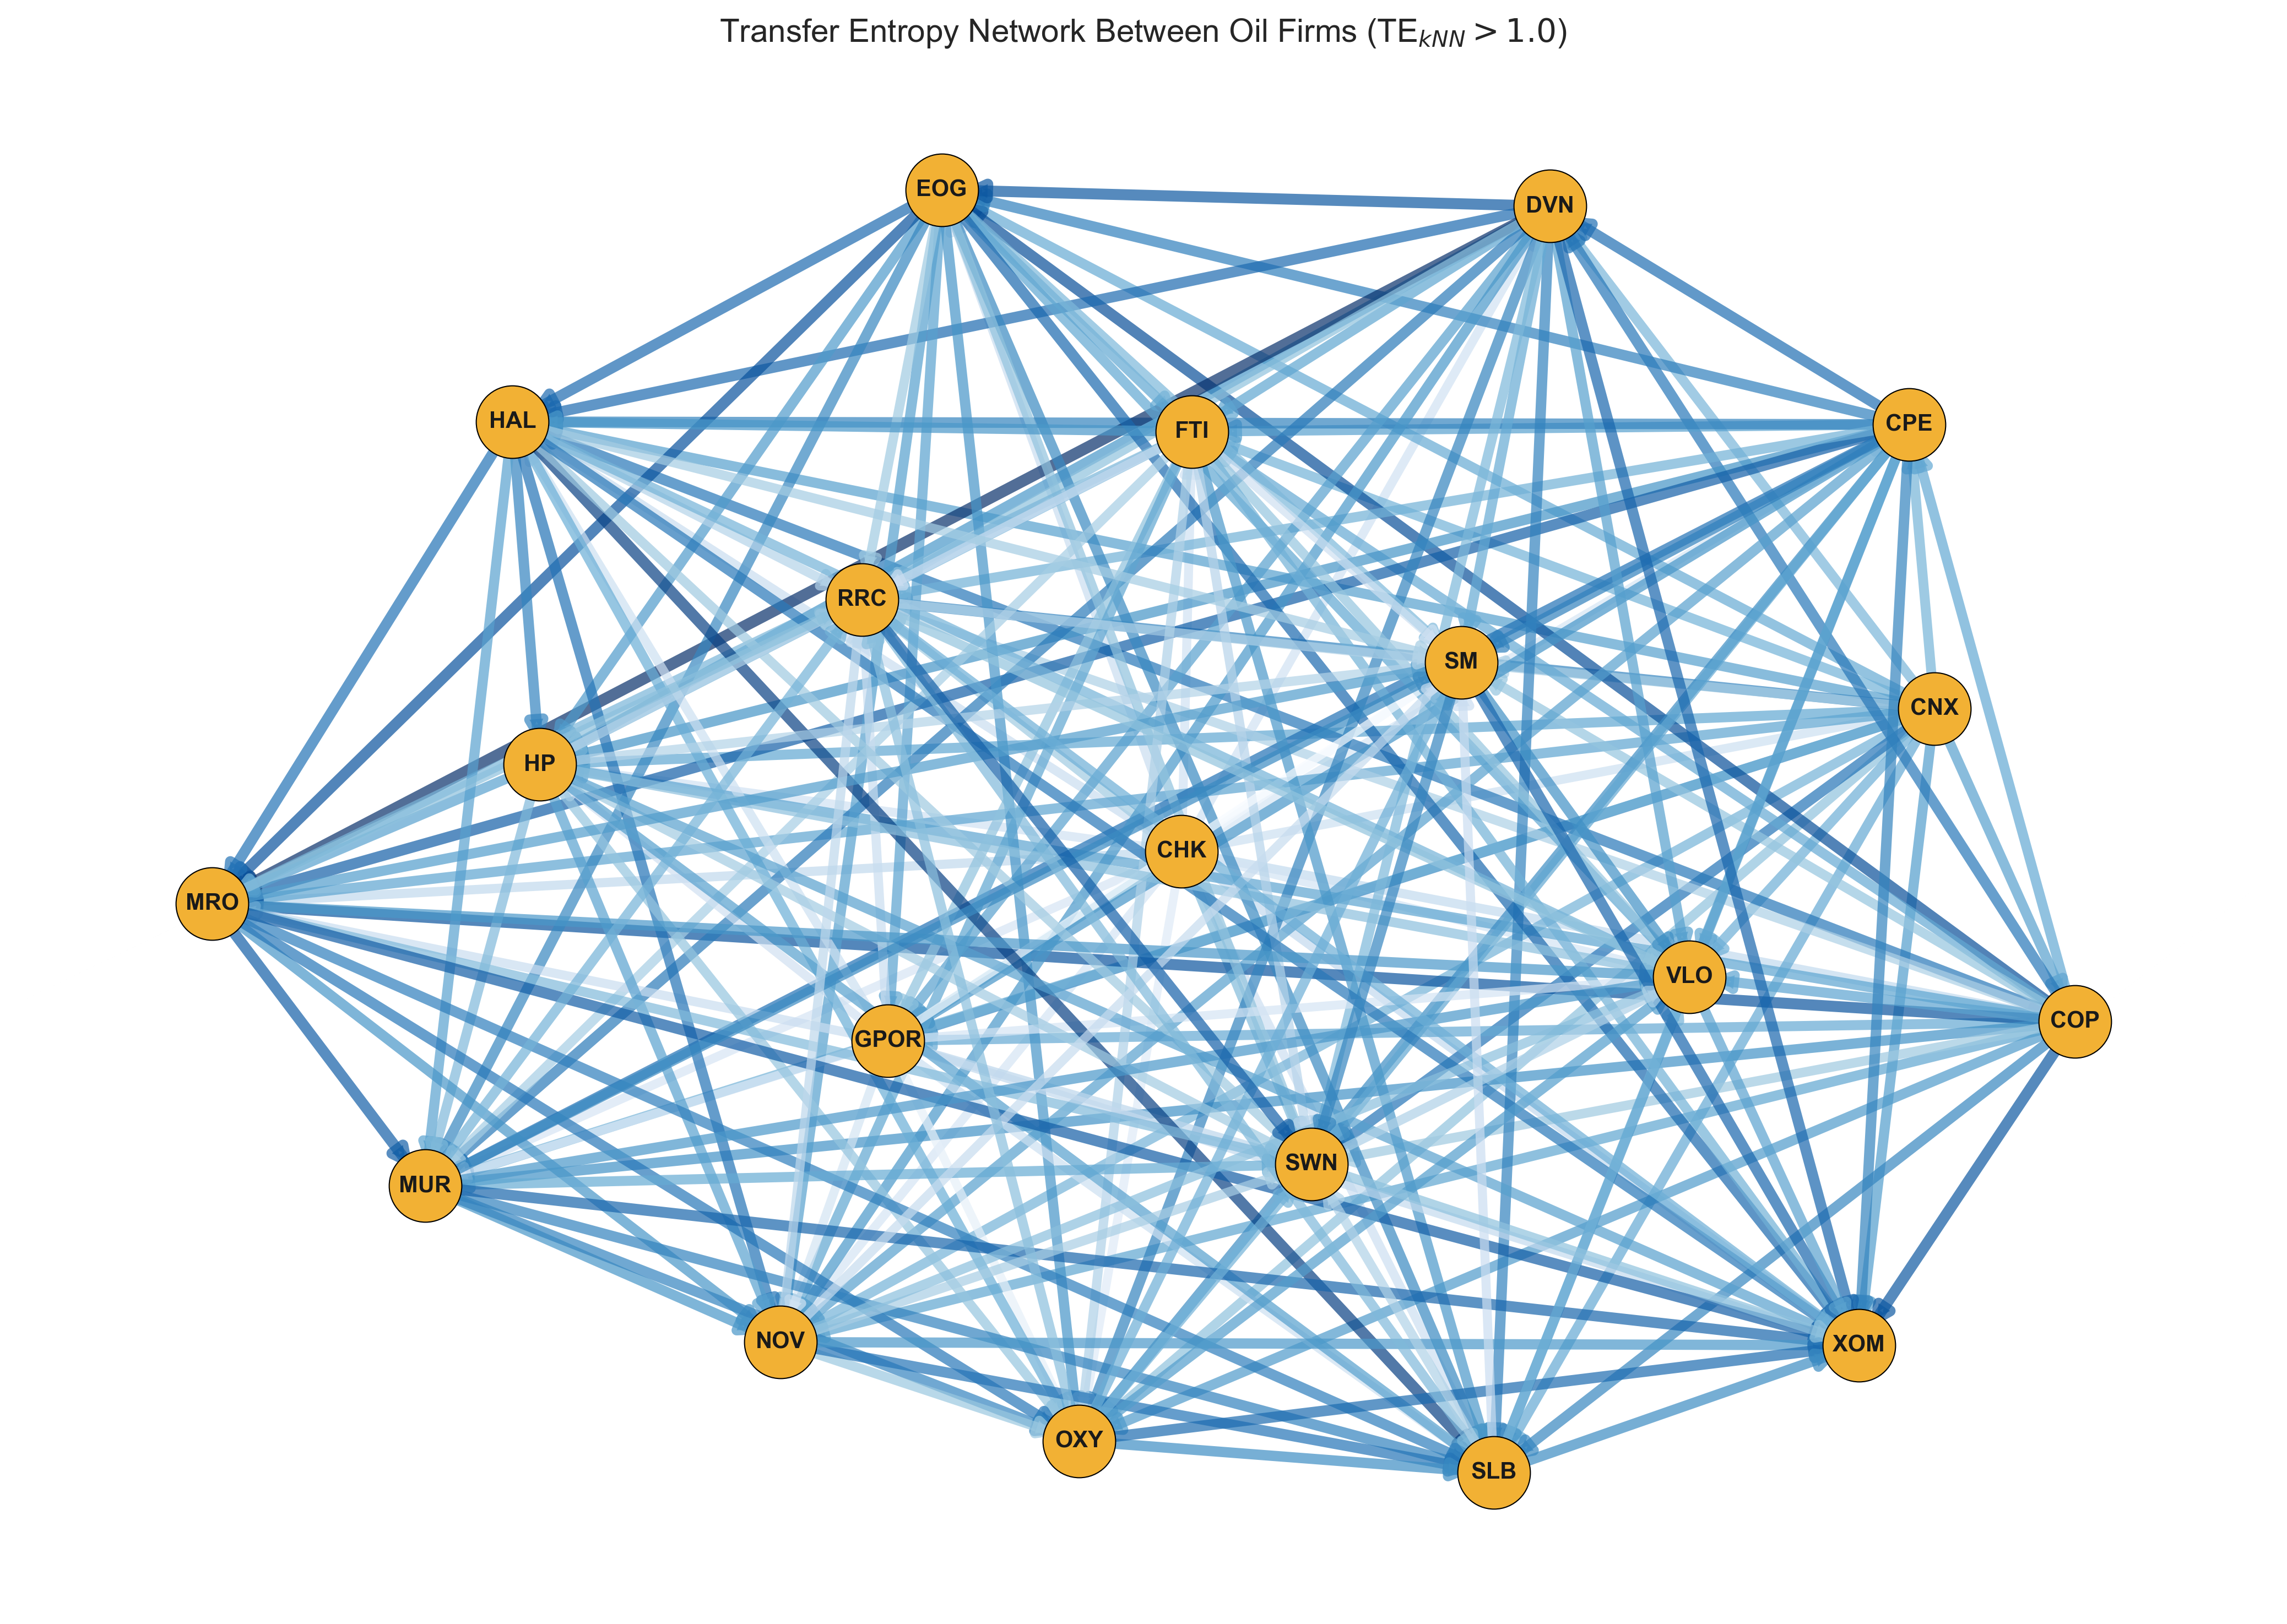 Transfer Entropy Network Between Oil Firms (TE$_{kNN}$ > 1.0)
EOG
DVN
HAL
FTI
CPE
RRC
SM
CNX
HP
CHK
MRO
VLO
COP
GPOR
SWN
MUR
NOV
XOM
OXY
SLB